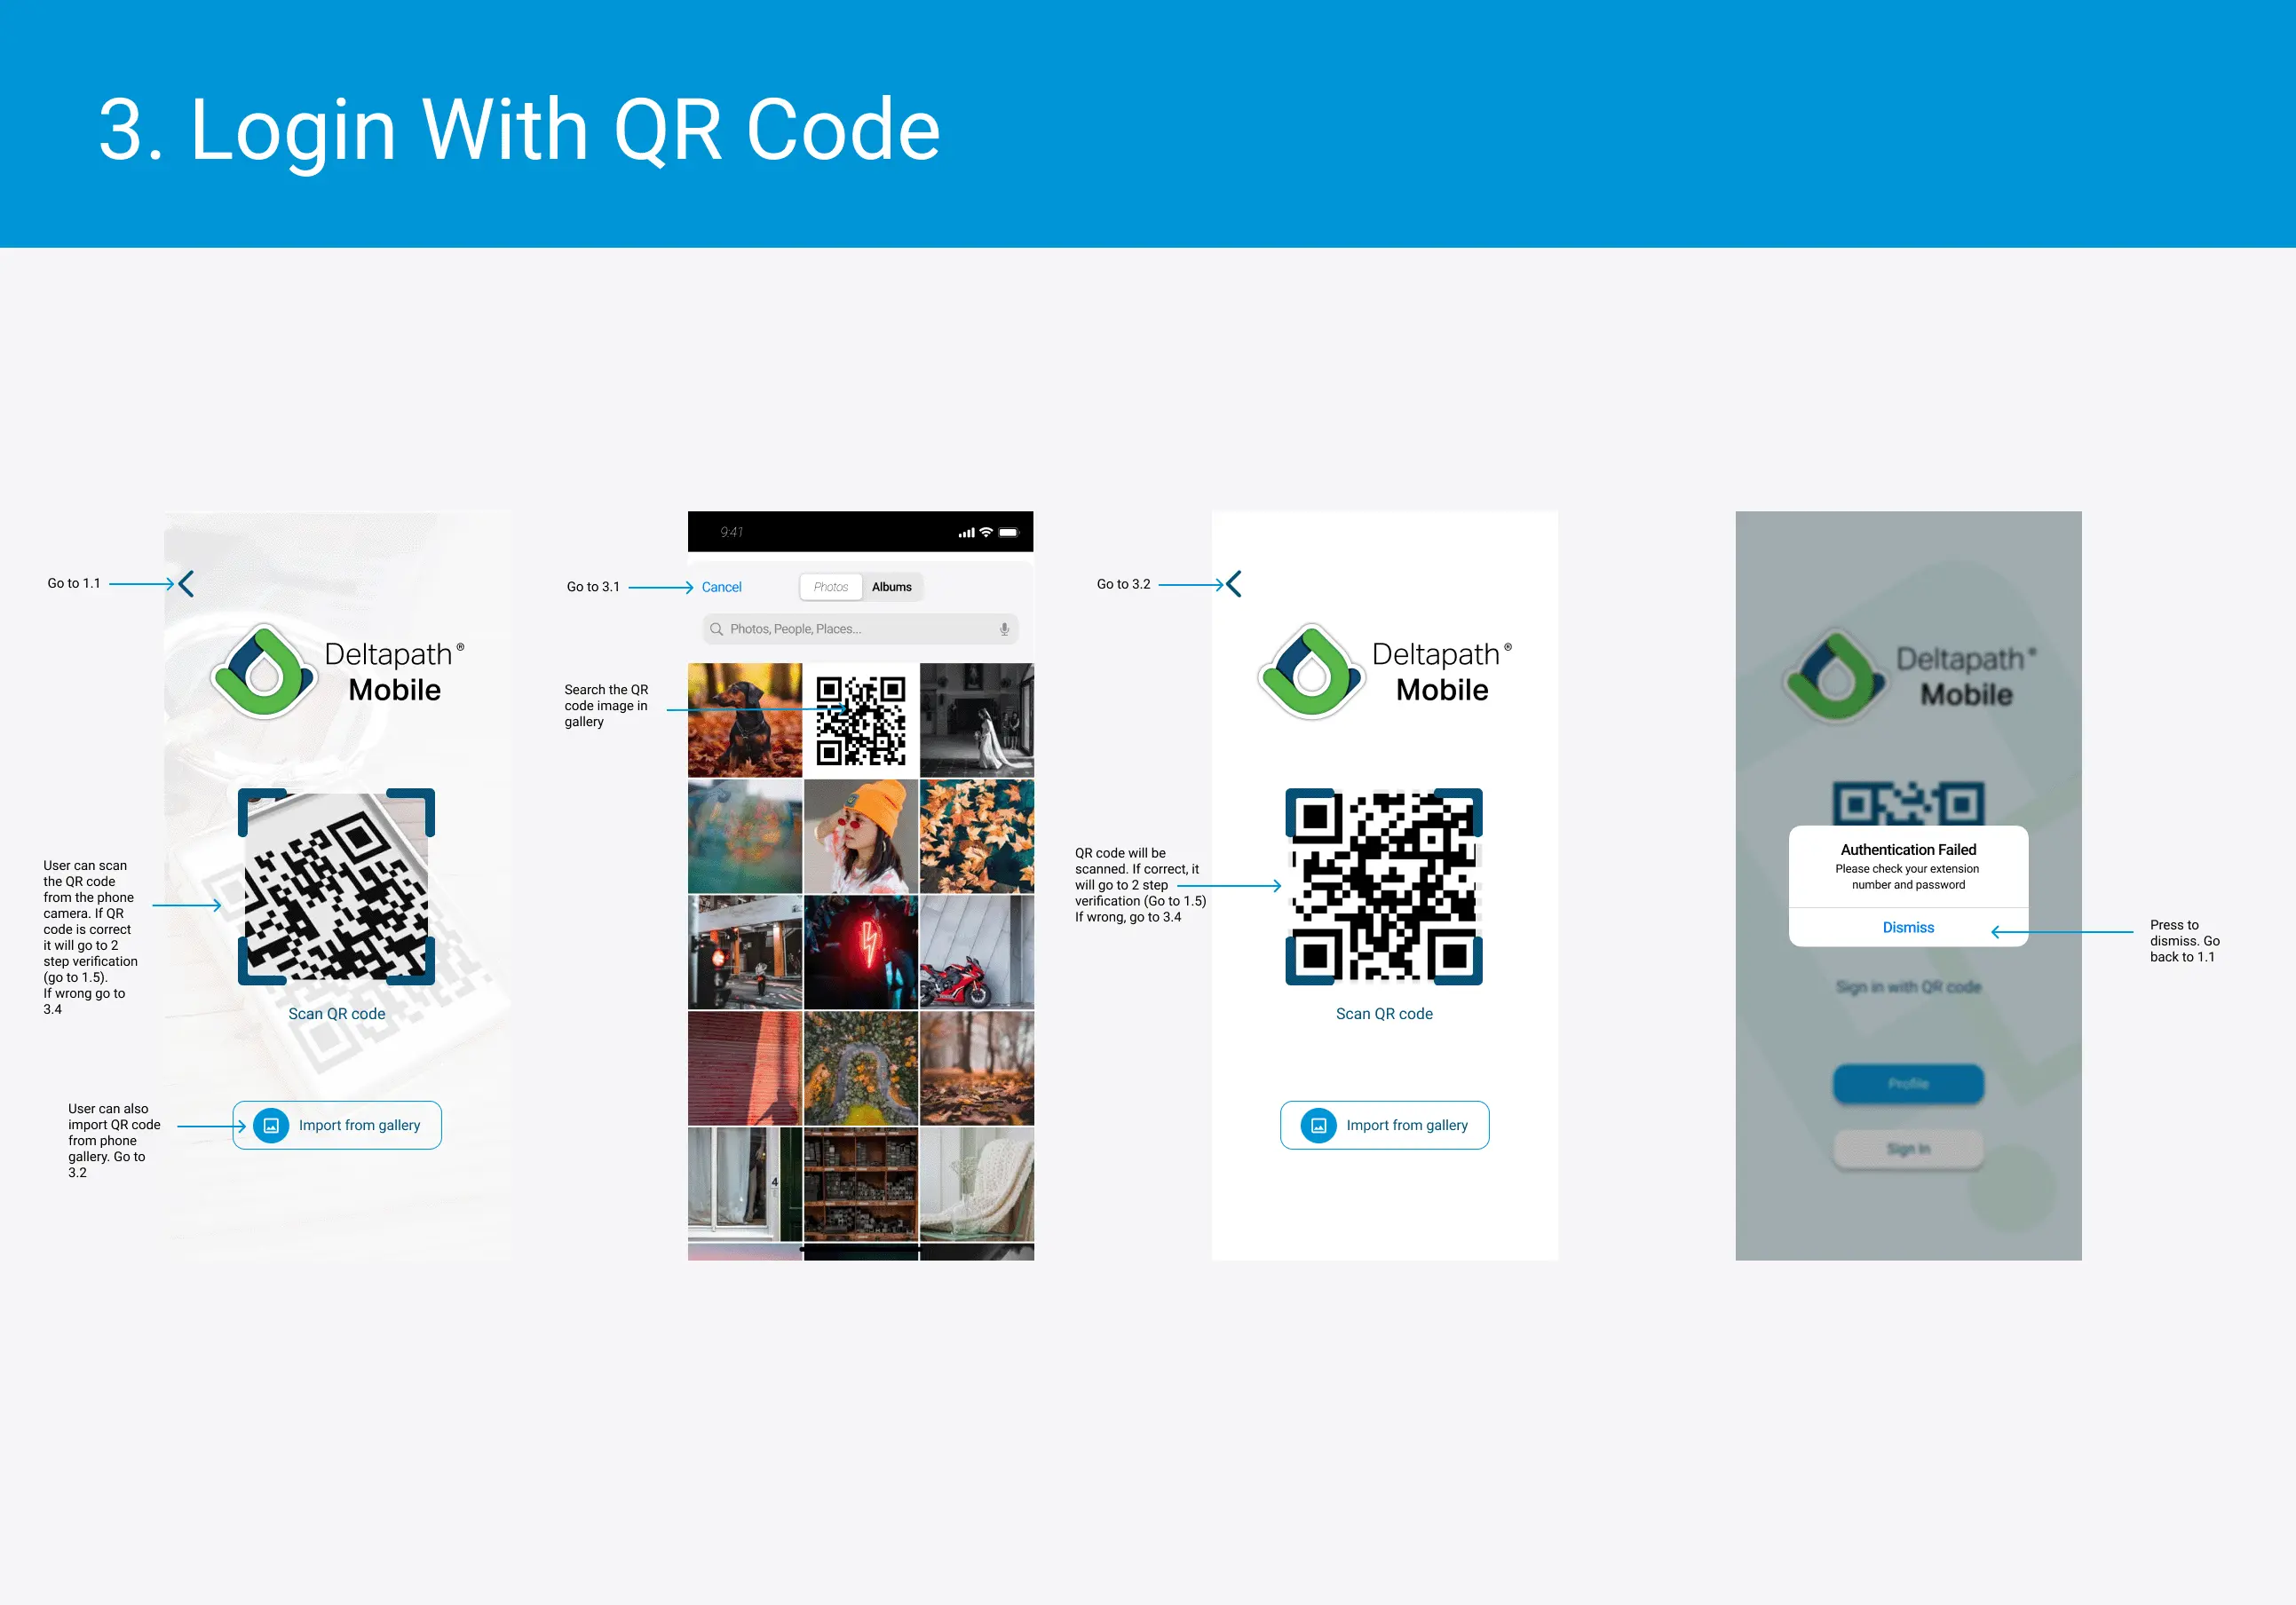 3. Login With QR Code
Go to 1.1
Deltapath®
Mobile
User can scan
the QR code
from the phone
camera. If QR
code is correct
it will go to 2
step verification
(go to 1.5).
If wrong go to
3.4
Scan QR code
User can also
import QR code
from phone
gallery. Go to
3.2
Import from gallery
9:41
Go to 3.1
Cancel
Photos
Albums
Photos, People, Places...
Search the QR
code image in
gallery
4
Go to 3.2
Deltapath®
Mobile
QR code will be
scanned. If correct, it
will go to 2 step
verification (Go to 1.5)
If wrong, go to 3.4
Scan QR code
Import from gallery
Deltapath®
Mobile
Authentication Failed
Please check your extension
number and password
Dismiss
Press to
dismiss. Go
back to 1.1
Sign in with QR code
Profile
Sign In